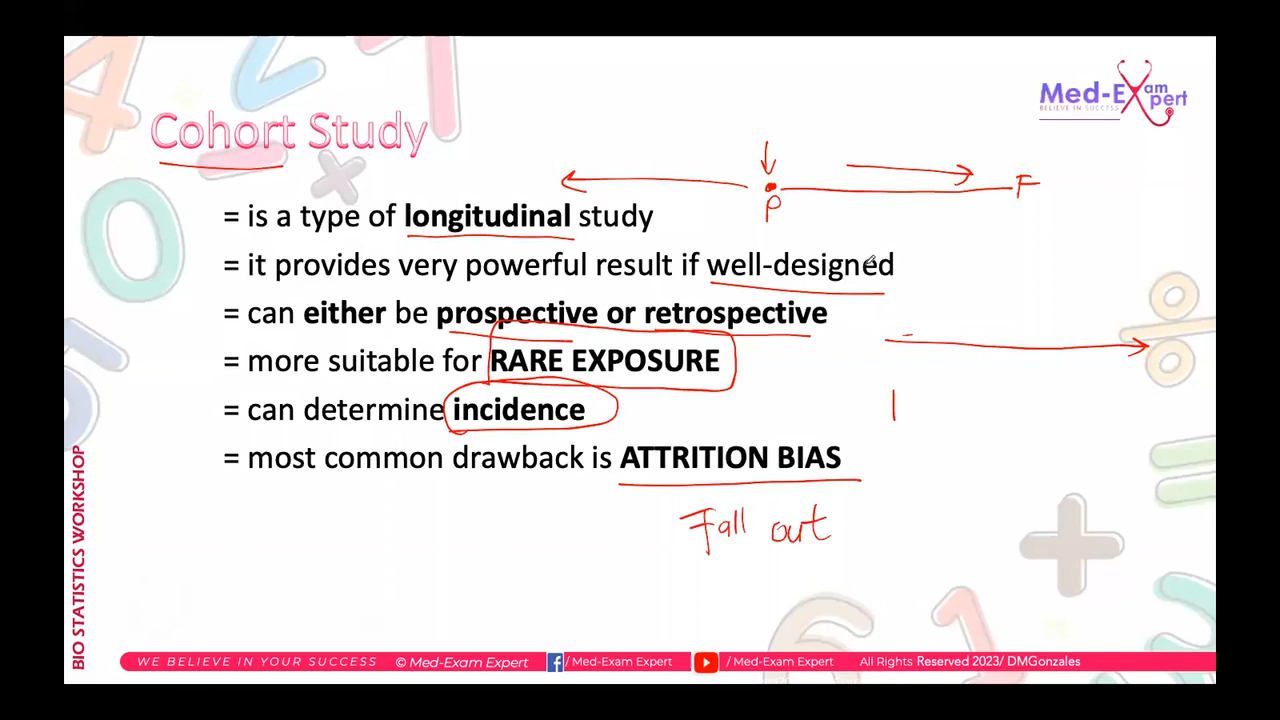 Med-Exam Expert
BELIEVE IN SUCCESS
Cohort Study
P
F
= is a type of longitudinal study
= it provides very powerful result if well-designed
= can either be prospective or retrospective
= more suitable for RARE EXPOSURE
= can determine incidence
= most common drawback is ATTRITION BIAS
Fall out
BIO STATISTICS WORKSHOP
WE BELIEVE IN YOUR SUCCESS © Med-Exam Expert f / Med-Exam Expert / Med-Exam Expert All Rights Reserved 2023/ DMGonzales